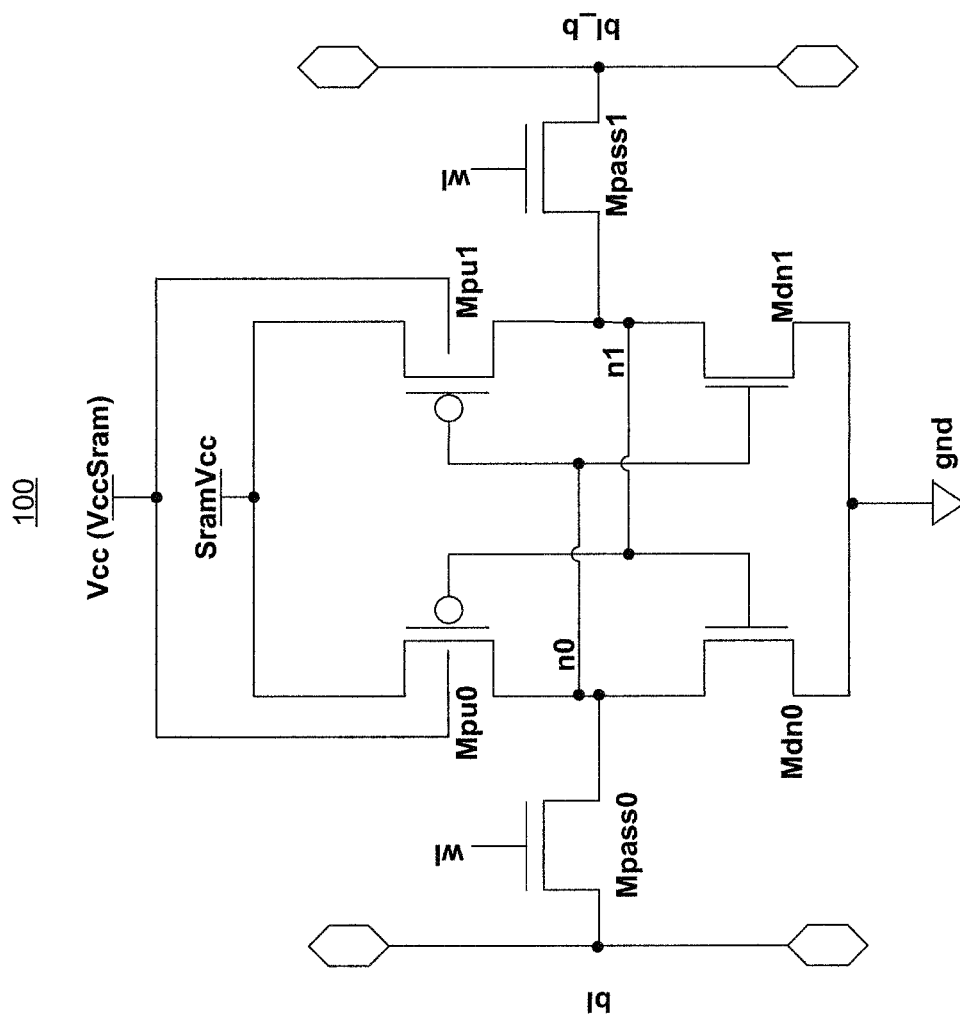 100
Vcc (VccSram)
SramVcc
bl_b
wl
Mpass1
Mpu1
n1
Mdn1
gnd
n0
Mpu0
Mdn0
wl
Mpass0
bl